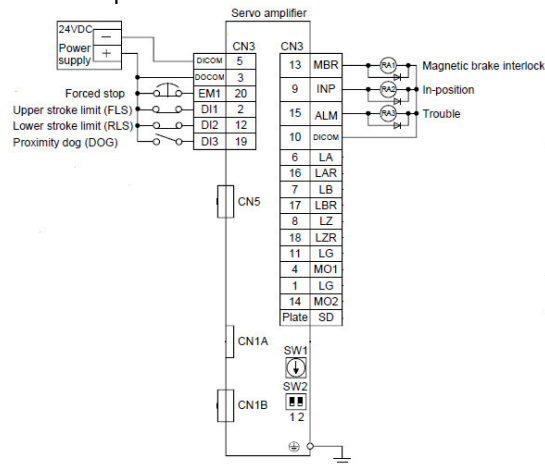 Servo amplifier
24VDC
Power
supply
−
+
CN3
DICOM 5
DOCOM 3
Forced stop EM1 20
Upper stroke limit (FLS) DI1 2
Lower stroke limit (RLS) DI2 12
Proximity dog (DOG) DI3 19
CN5
CN1A
CN1B
CN3
13 MBR RA1 Magnetic brake interlock
9 INP RA2 In-position
15 ALM RA3 Trouble
10 DICOM
6 LA
16 LAR
7 LB
17 LBR
8 LZ
18 LZR
11 LG
4 MO1
1 LG
14 MO2
Plate SD
SW1
SW2
1 2